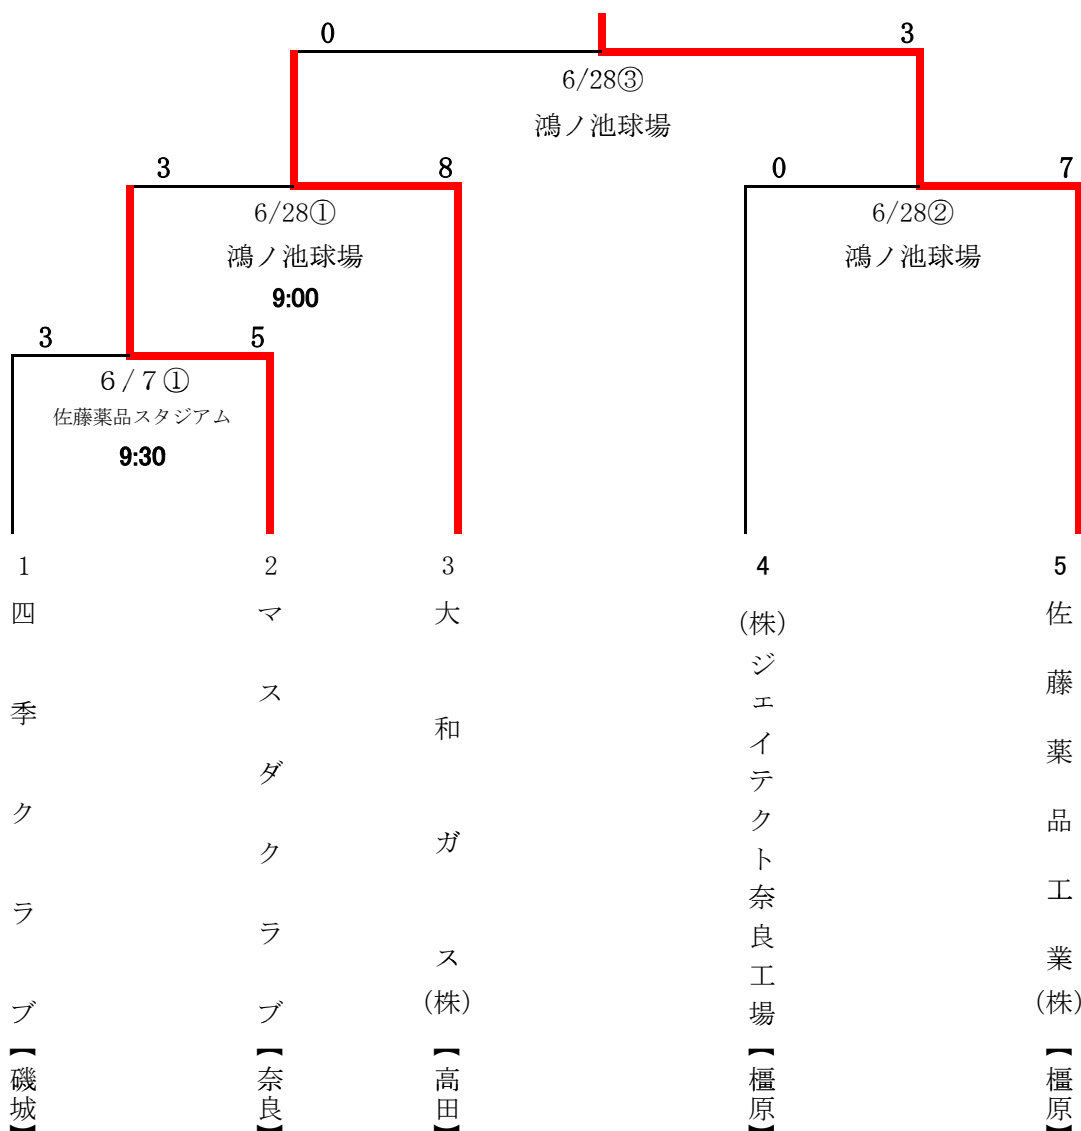 0 3
6/28③
鴻ノ池球場
3 8 0 7
6/28① 6/28②
鴻ノ池球場 鴻ノ池球場
9:00
3 5
6/7①
佐藤薬品スタジアム
9:30
1 2 3 4 5
四季クラブ【磯城】
マスダクラブ【奈良】
大和ガス(株)【高田】
(株)ジェイテクト奈良工場【橿原】
佐藤薬品工業(株)【橿原】